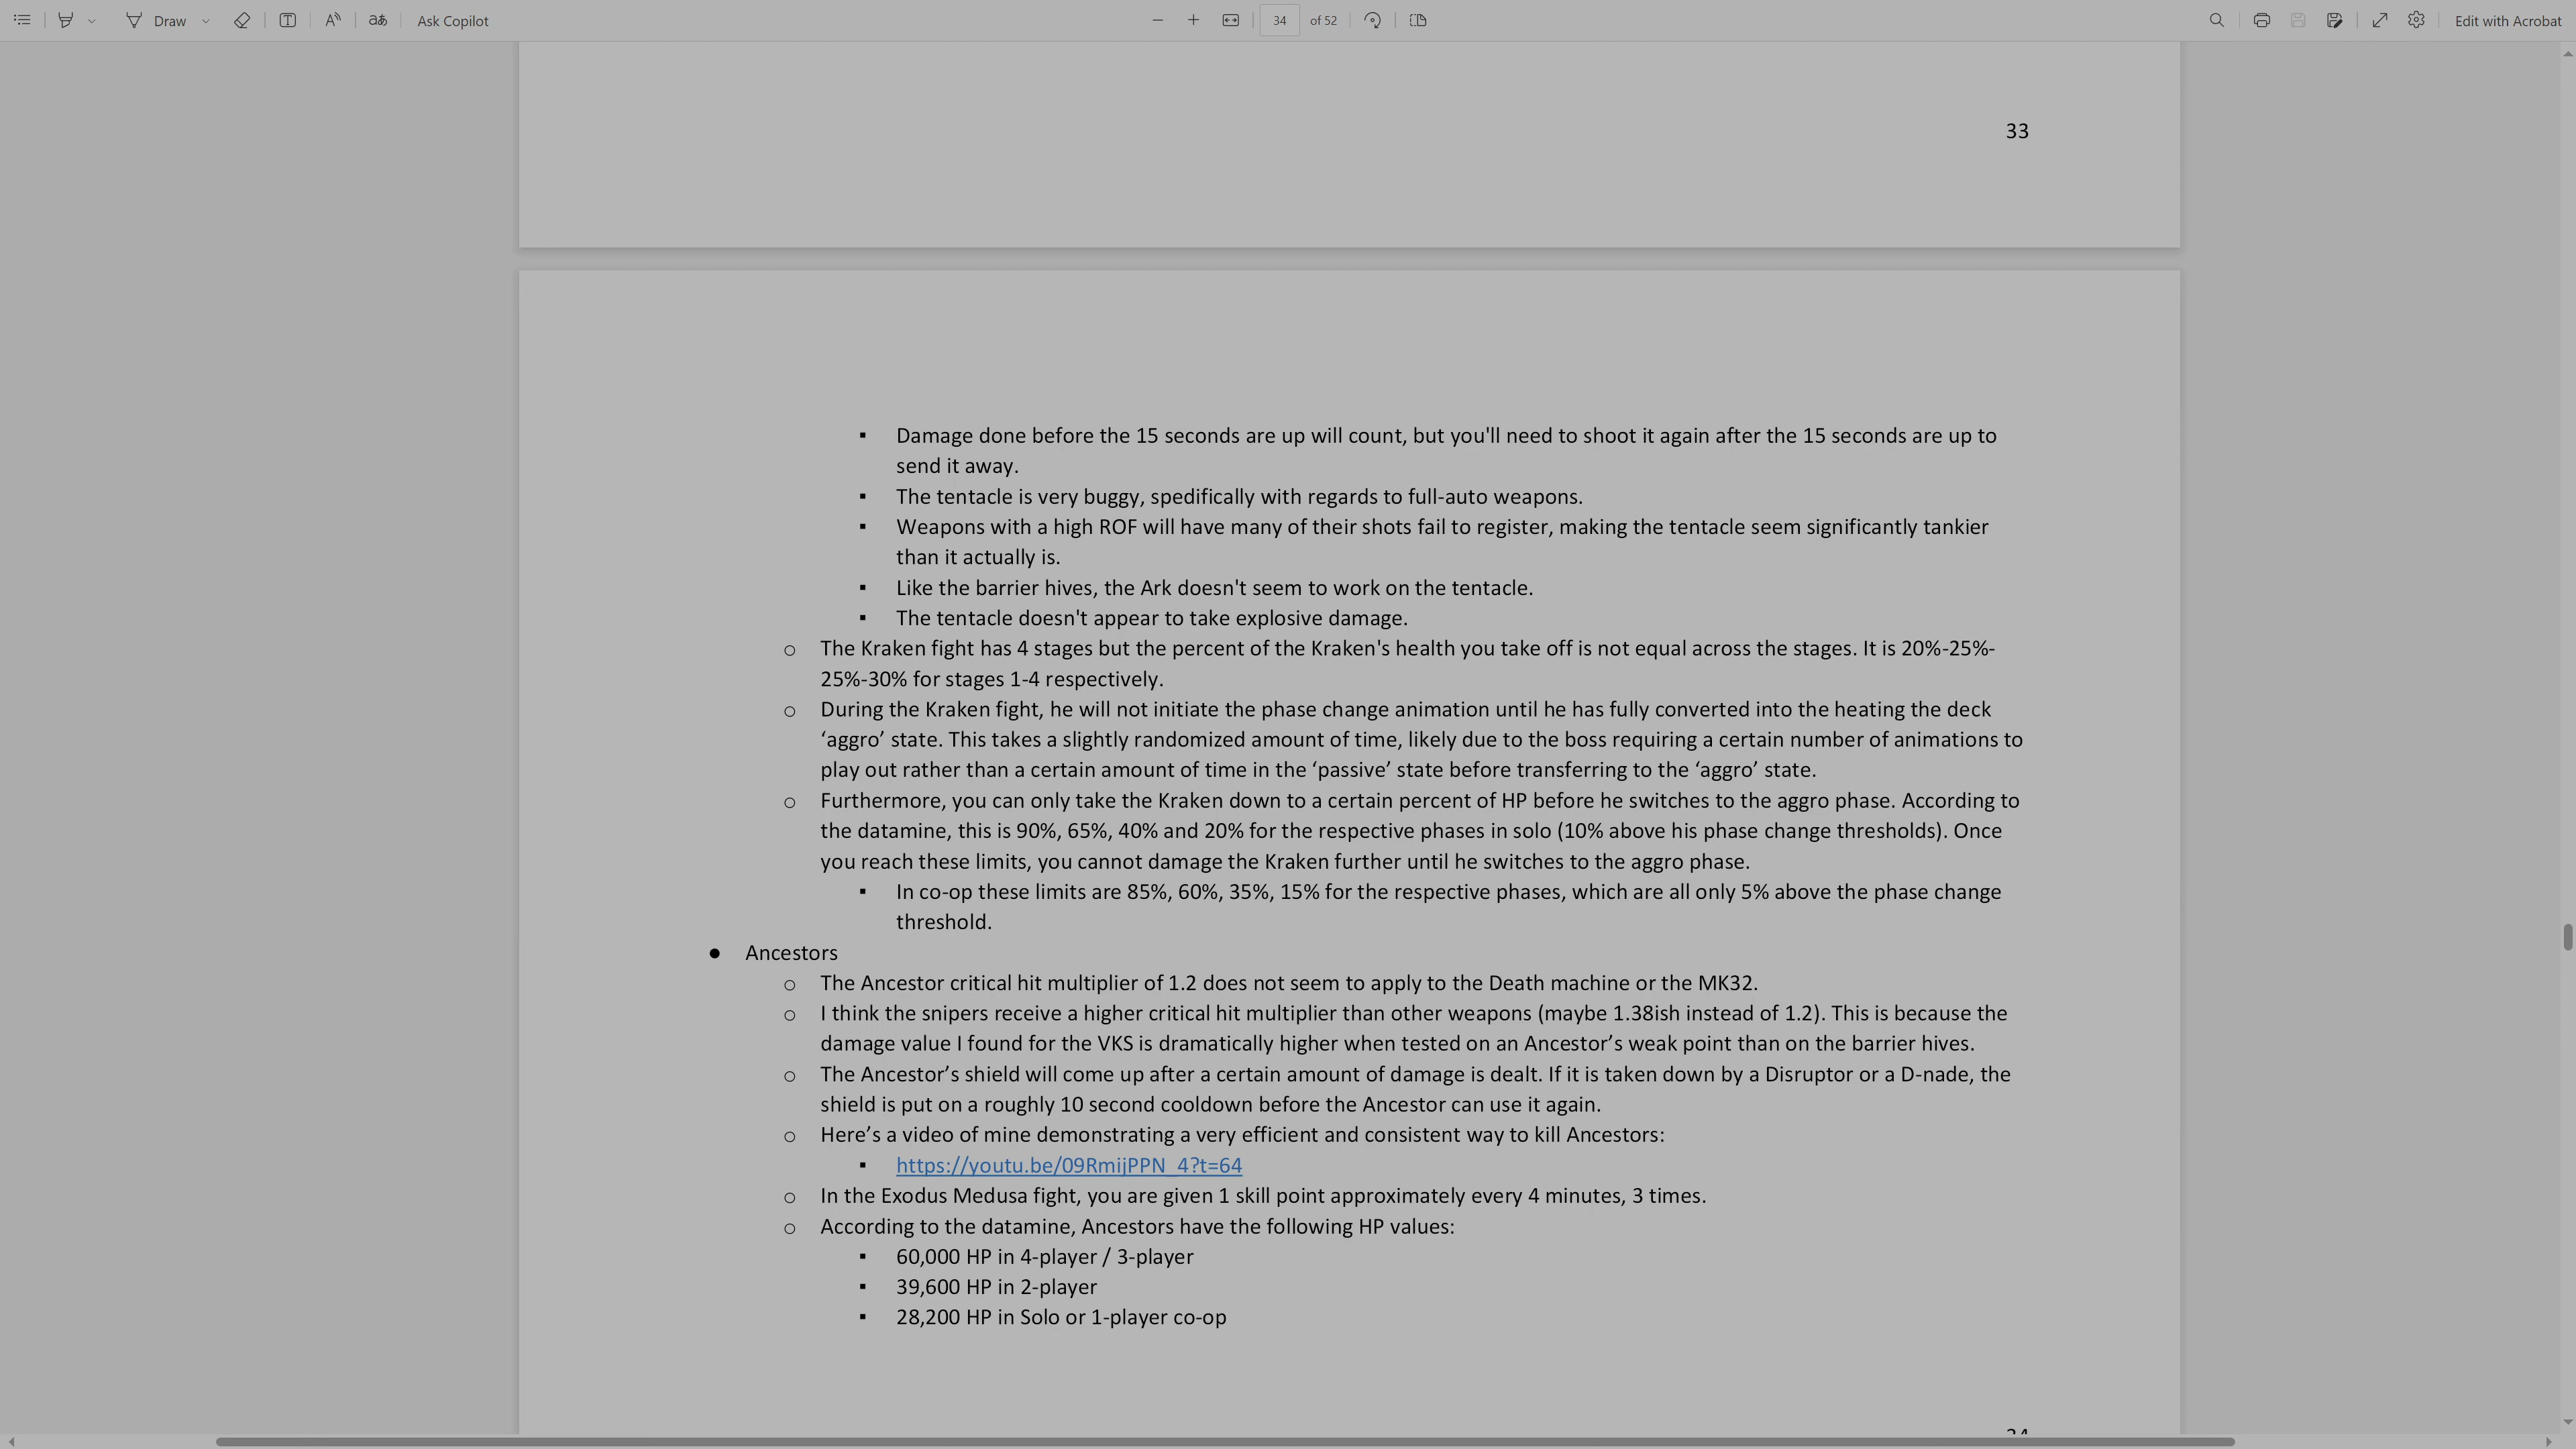 Draw
Ask Copilot
34 of 52
Edit with Acrobat
33
▪ Damage done before the 15 seconds are up will count, but you'll need to shoot it again after the 15 seconds are up to
send it away.
▪ The tentacle is very buggy, spedifically with regards to full-auto weapons.
▪ Weapons with a high ROF will have many of their shots fail to register, making the tentacle seem significantly tankier
than it actually is.
▪ Like the barrier hives, the Ark doesn't seem to work on the tentacle.
▪ The tentacle doesn't appear to take explosive damage.
o The Kraken fight has 4 stages but the percent of the Kraken's health you take off is not equal across the stages. It is 20%-25%-
25%-30% for stages 1-4 respectively.
o During the Kraken fight, he will not initiate the phase change animation until he has fully converted into the heating the deck
‘aggro’ state. This takes a slightly randomized amount of time, likely due to the boss requiring a certain number of animations to
play out rather than a certain amount of time in the ‘passive’ state before transferring to the ‘aggro’ state.
o Furthermore, you can only take the Kraken down to a certain percent of HP before he switches to the aggro phase. According to
the datamine, this is 90%, 65%, 40% and 20% for the respective phases in solo (10% above his phase change thresholds). Once
you reach these limits, you cannot damage the Kraken further until he switches to the aggro phase.
▪ In co-op these limits are 85%, 60%, 35%, 15% for the respective phases, which are all only 5% above the phase change
threshold.
● Ancestors
o The Ancestor critical hit multiplier of 1.2 does not seem to apply to the Death machine or the MK32.
o I think the snipers receive a higher critical hit multiplier than other weapons (maybe 1.38ish instead of 1.2). This is because the
damage value I found for the VKS is dramatically higher when tested on an Ancestor’s weak point than on the barrier hives.
o The Ancestor’s shield will come up after a certain amount of damage is dealt. If it is taken down by a Disruptor or a D-nade, the
shield is put on a roughly 10 second cooldown before the Ancestor can use it again.
o Here’s a video of mine demonstrating a very efficient and consistent way to kill Ancestors:
▪ https://youtu.be/09RmijPPN_4?t=64
o In the Exodus Medusa fight, you are given 1 skill point approximately every 4 minutes, 3 times.
o According to the datamine, Ancestors have the following HP values:
▪ 60,000 HP in 4-player / 3-player
▪ 39,600 HP in 2-player
▪ 28,200 HP in Solo or 1-player co-op